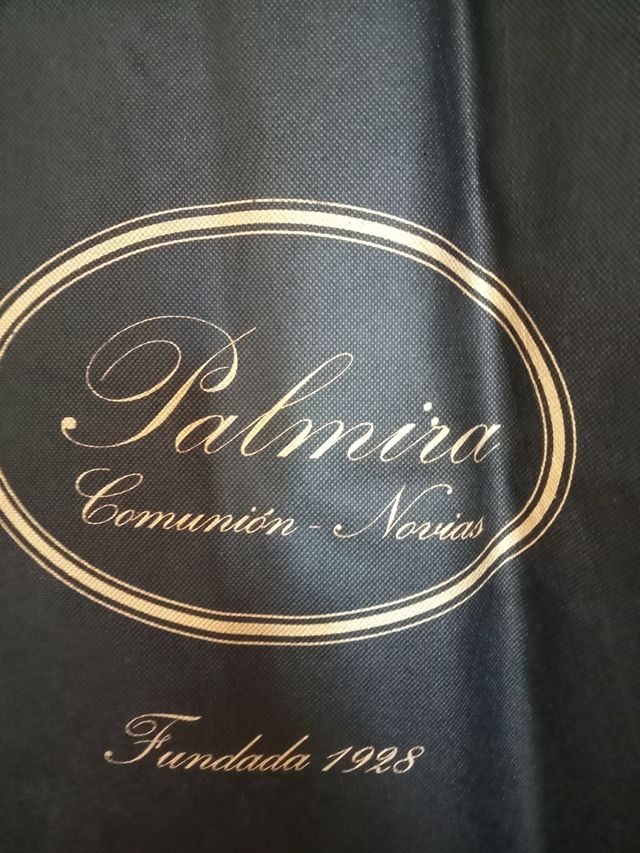 Palmira
Comunión - Novias
Fundada 1928